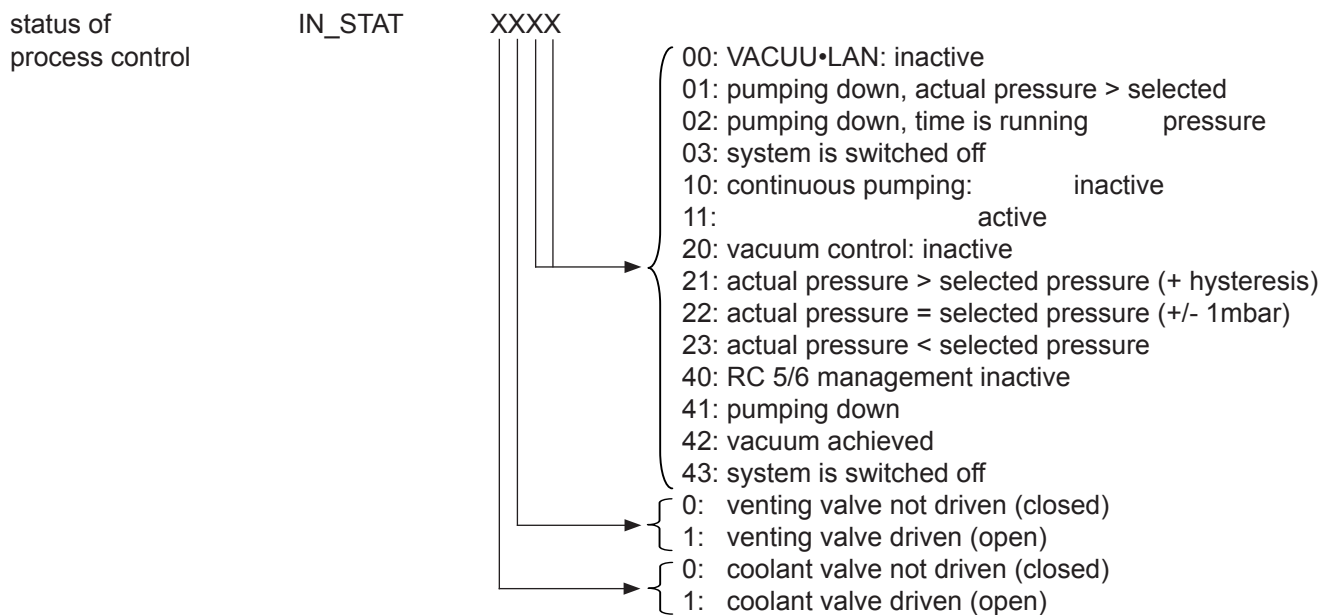 status of IN_STAT XXXX
process control
00: VACUU•LAN: inactive
01: pumping down, actual pressure > selected
02: pumping down, time is running pressure
03: system is switched off
10: continuous pumping: inactive
11: active
20: vacuum control: inactive
21: actual pressure > selected pressure (+ hysteresis)
22: actual pressure = selected pressure (+/- 1mbar)
23: actual pressure < selected pressure
40: RC 5/6 management inactive
41: pumping down
42: vacuum achieved
43: system is switched off
0: venting valve not driven (closed)
1: venting valve driven (open)
0: coolant valve not driven (closed)
1: coolant valve driven (open)